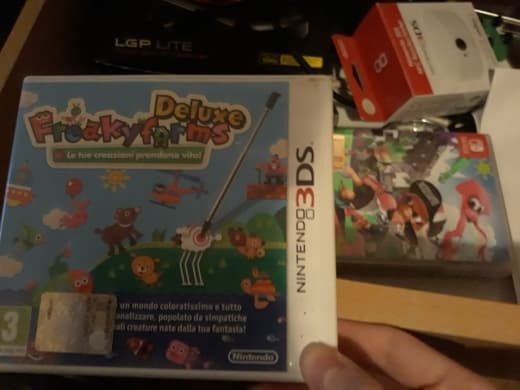 LGP LITE
Deluxe
Freakyforms
Le tue creazioni prendono vita!
NINTENDO 3DS
un mondo coloratissimo e tutto
popolato da simpatiche
creature nate dalla tua fantasia!
Nintendo
3